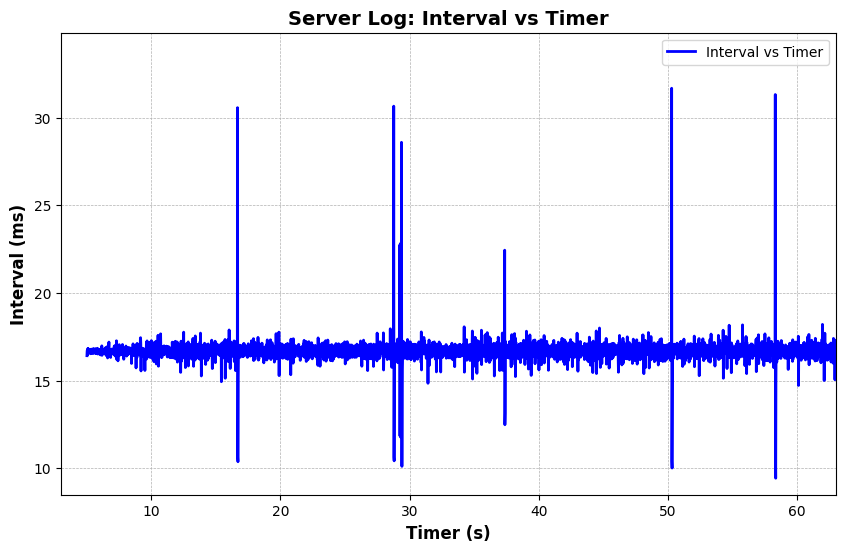 Server Log: Interval vs Timer
Interval vs Timer
Interval (ms)
30
25
20
15
10
10 20 30 40 50 60
Timer (s)